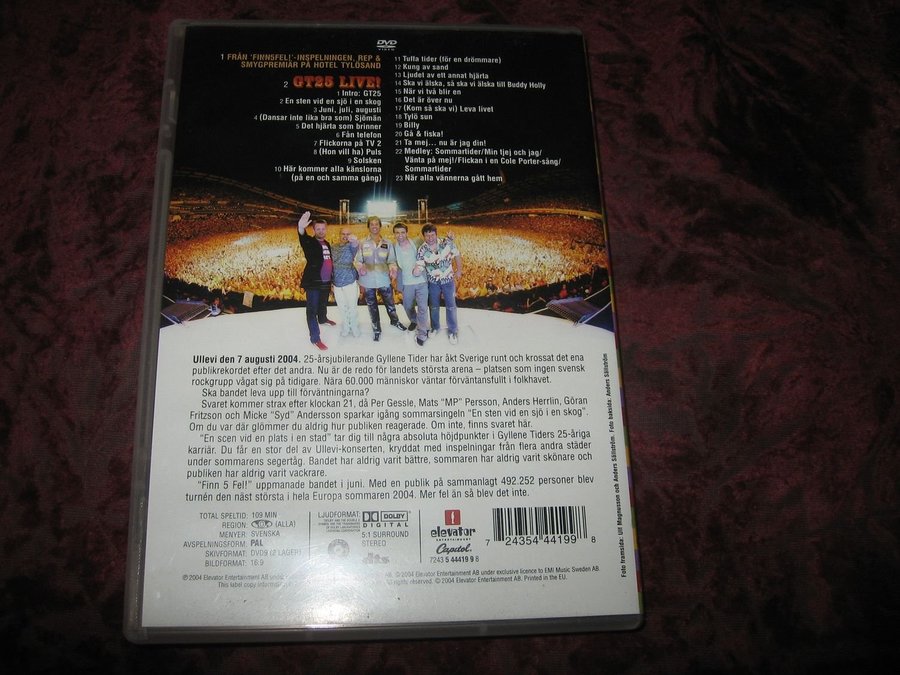 DVD
VIDEO
1 FRÅN 'FINN5FEL!'-INSPELNINGEN, REP &
SMYGPREMIÄR PÅ HOTEL TYLÖSAND
2 GT25 LIVE!
1 Intro: GT25
2 En sten vid en sjö i en skog
3 Juni, juli, augusti
4 (Dansar inte lika bra som) Sjömän
5 Det hjärta som brinner
6 Fån telefon
7 Flickorna på TV 2
8 (Hon vill ha) Puls
9 Solsken
10 Här kommer alla känslorna
(på en och samma gång)
11 Tuffa tider (för en drömmare)
12 Kung av sand
13 Ljudet av ett annat hjärta
14 Ska vi älska, så ska vi älska till Buddy Holly
15 När vi två blir en
16 Det är över nu
17 (Kom så ska vi) Leva livet
18 Tylö sun
19 Billy
20 Gå & fiska!
21 Ta mej... nu är jag din!
22 Medley: Sommartider/Min tjej och jag/
Vänta på mej!/Flickan i en Cole Porter-sång/
Sommartider
23 När alla vännerna gått hem
Ullevi den 7 augusti 2004. 25-årsjubilerande Gyllene Tider har åkt Sverige runt och krossat det ena
publikrekordet efter det andra. Nu är de redo för landets största arena – platsen som ingen svensk
rockgrupp vågat sig på tidigare. Nära 60.000 människor väntar förväntansfullt i folkhavet.
Ska bandet leva upp till förväntningarna?
Svaret kommer strax efter klockan 21, då Per Gessle, Mats "MP" Persson, Anders Herrlin, Göran
Fritzson och Micke "Syd" Andersson sparkar igång sommarsingeln "En sten vid en sjö i en skog".
Om du var där glömmer du aldrig hur publiken reagerade. Om inte, finns svaret här.
"En scen vid en plats i en stad" tar dig till några absoluta höjdpunkter i Gyllene Tiders 25-åriga
karriär. Du får en stor del av Ullevi-konserten, kryddat med inspelningar från flera andra städer
under sommarens segertåg. Bandet har aldrig varit bättre, sommaren har aldrig varit skönare och
publiken har aldrig varit vackrare.
"Finn 5 Fel!" uppmanade bandet i juni. Med en publik på sammanlagt 492.252 personer blev
turnén den näst största i hela Europa sommaren 2004. Mer fel än så blev det inte.
TOTAL SPELTID: 109 MIN
REGION: (ALLA)
MENYER: SVENSKA
AVSPELNINGSFORM: PAL
SKIVFORMAT: DVD9 (2 LAGER)
BILDFORMAT: 16:9
LJUDFORMAT:
DOLBY
DIGITAL
5:1 SURROUND
STEREO
dts
elevator
ENTERTAINMENT
Capitol
7243 5 44419 9 8
7 24354 44199 8
℗ 2004 Elevator Entertainment AB under
AB. © 2004 Elevator Entertainment AB under exclusive licence to EMI Music Sweden AB.
This label copy informat
rights reserved. © 2004 Elevator Entertainment AB. Printed in the EU.
Foto framsida: Ulf Magnusson och Anders Sällström. Foto baksida: Anders Sällström